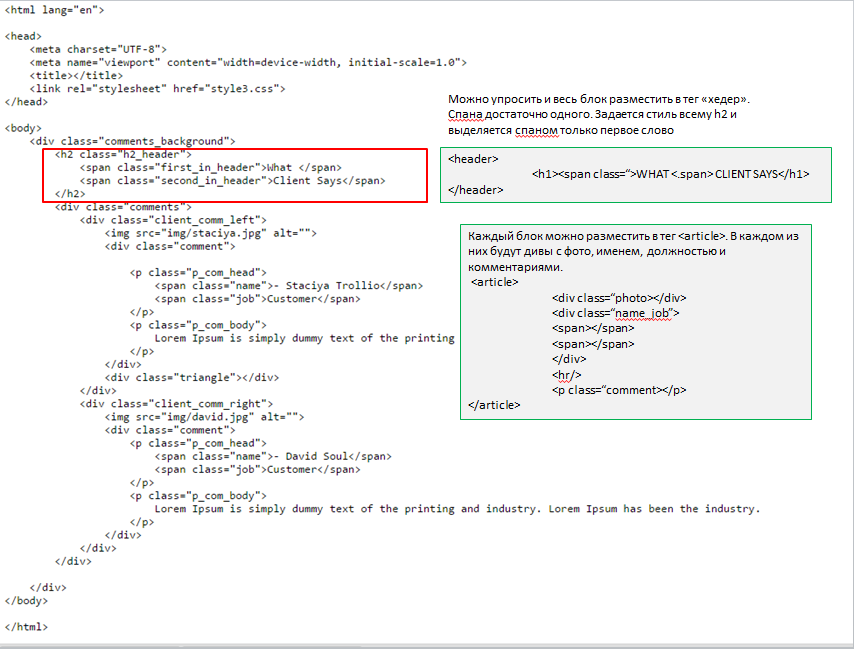 <html lang="en">
<head>
<meta charset="UTF-8">
<meta name="viewport" content="width=device-width, initial-scale=1.0">
<title></title>
<link rel="stylesheet" href="style3.css">
</head>
<body>
<div class="comments_background">
<h2 class="h2_header">
<span class="first_in_header">What </span>
<span class="second_in_header">Client Says</span>
</h2>
<div class="comments">
<div class="client_comm_left">
<img src="img/staciya.jpg" alt="">
<div class="comment">
<p class="p_com_head">
<span class="name">- Staciya Trollio</span>
<span class="job">Customer</span>
</p>
<p class="p_com_body">
Lorem Ipsum is simply dummy text of the printing
</p>
</div>
<div class="triangle"></div>
</div>
<div class="client_comm_right">
<img src="img/david.jpg" alt="">
<div class="comment">
<p class="p_com_head">
<span class="name">- David Soul</span>
<span class="job">Customer</span>
</p>
<p class="p_com_body">
Lorem Ipsum is simply dummy text of the printing and industry. Lorem Ipsum has been the industry.
</p>
</div>
</div>
</div>
</div>
</body>
</html>
Можно упросить и весь блок разместить в тег «хедер».
Спана достаточно одного. Задается стиль всему h2 и
выделяется спаном только первое слово
<header>
<h1><span class=“>WHAT <.span> CLIENT SAYS</h1>
</header>
Каждый блок можно разместить в тег <article>. В каждом из
них будут дивы с фото, именем, должностью и
комментариями.
<article>
<div class=“photo></div>
<div class=“name_job”>
<span></span>
<span></span>
</div>
<hr/>
<p class=“comment></p>
</article>